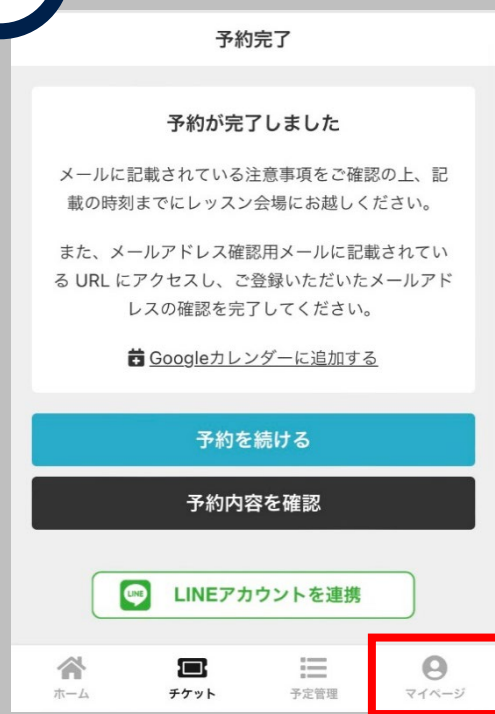 予約完了
予約が完了しました
メールに記載されている注意事項をご確認の上、記
載の時刻までにレッスン会場にお越しください。
また、メールアドレス確認用メールに記載されてい
る URL にアクセスし、ご登録いただいたメールアド
レスの確認を完了してください。
Googleカレンダーに追加する
予約を続ける
予約内容を確認
LINE LINEアカウントを連携
ホーム チケット 予定管理 マイページ